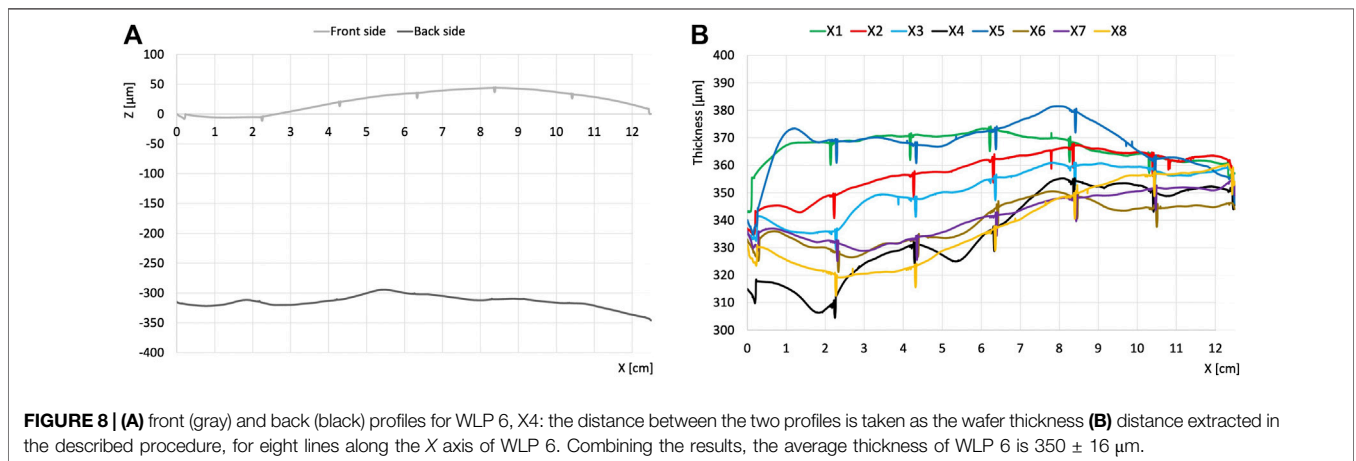 A
Front side Back side
Z [µm]
100
50
0
-50
-100
-150
-200
-250
-300
-350
-400
0 1 2 3 4 5 6 7 8 9 10 11 12
X [cm]
B
X1 X2 X3 X4 X5 X6 X7 X8
Thickness [µm]
400
390
380
370
360
350
340
330
320
310
300
0 1 2 3 4 5 6 7 8 9 10 11 12
X [cm]
FIGURE 8 | (A) front (gray) and back (black) profiles for WLP 6, X4: the distance between the two profiles is taken as the wafer thickness (B) distance extracted in
the described procedure, for eight lines along the X axis of WLP 6. Combining the results, the average thickness of WLP 6 is 350 ± 16 μm.